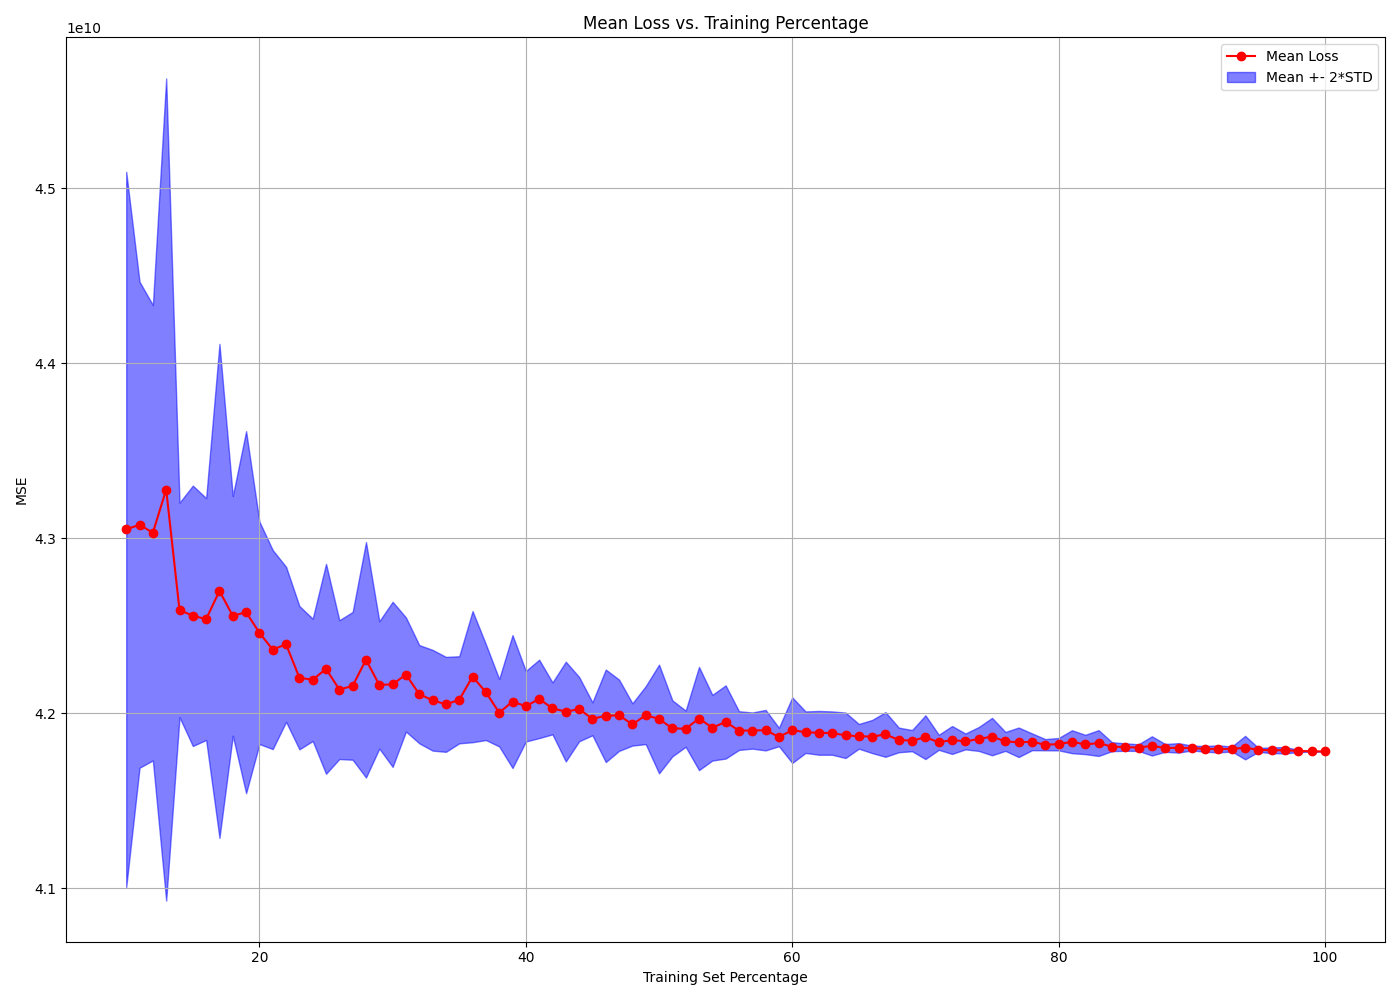 Mean Loss vs. Training Percentage
1e10
Mean Loss
Mean +- 2*STD
4.5
4.4
4.3
4.2
4.1
MSE
20 40 60 80 100
Training Set Percentage